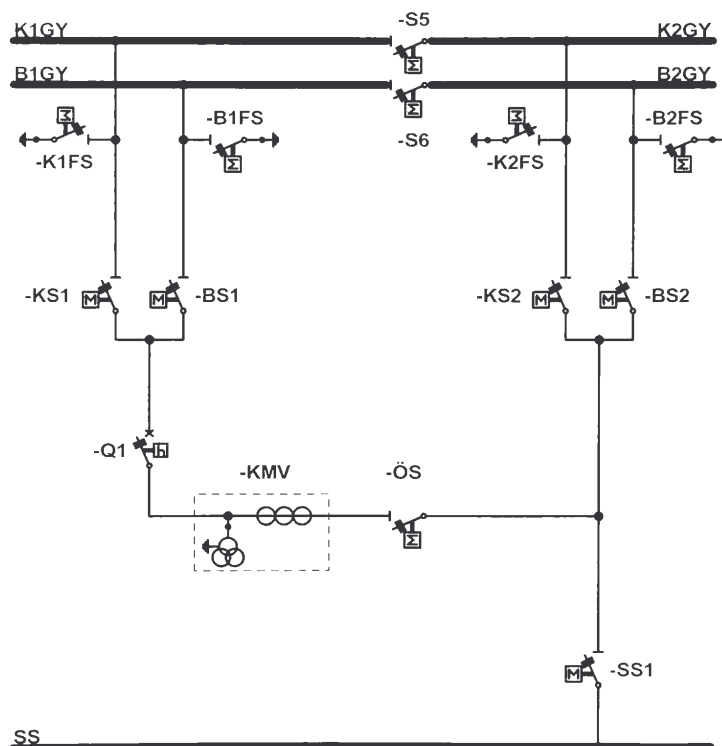 K1GY -S5 K2GY
B1GY B2GY
-S6
-B1FS -B2FS
-K1FS -K2FS
-KS1 -BS1 -KS2 -BS2
M M M M
-Q1
-KMV -ÖS
-SS1
M
SS